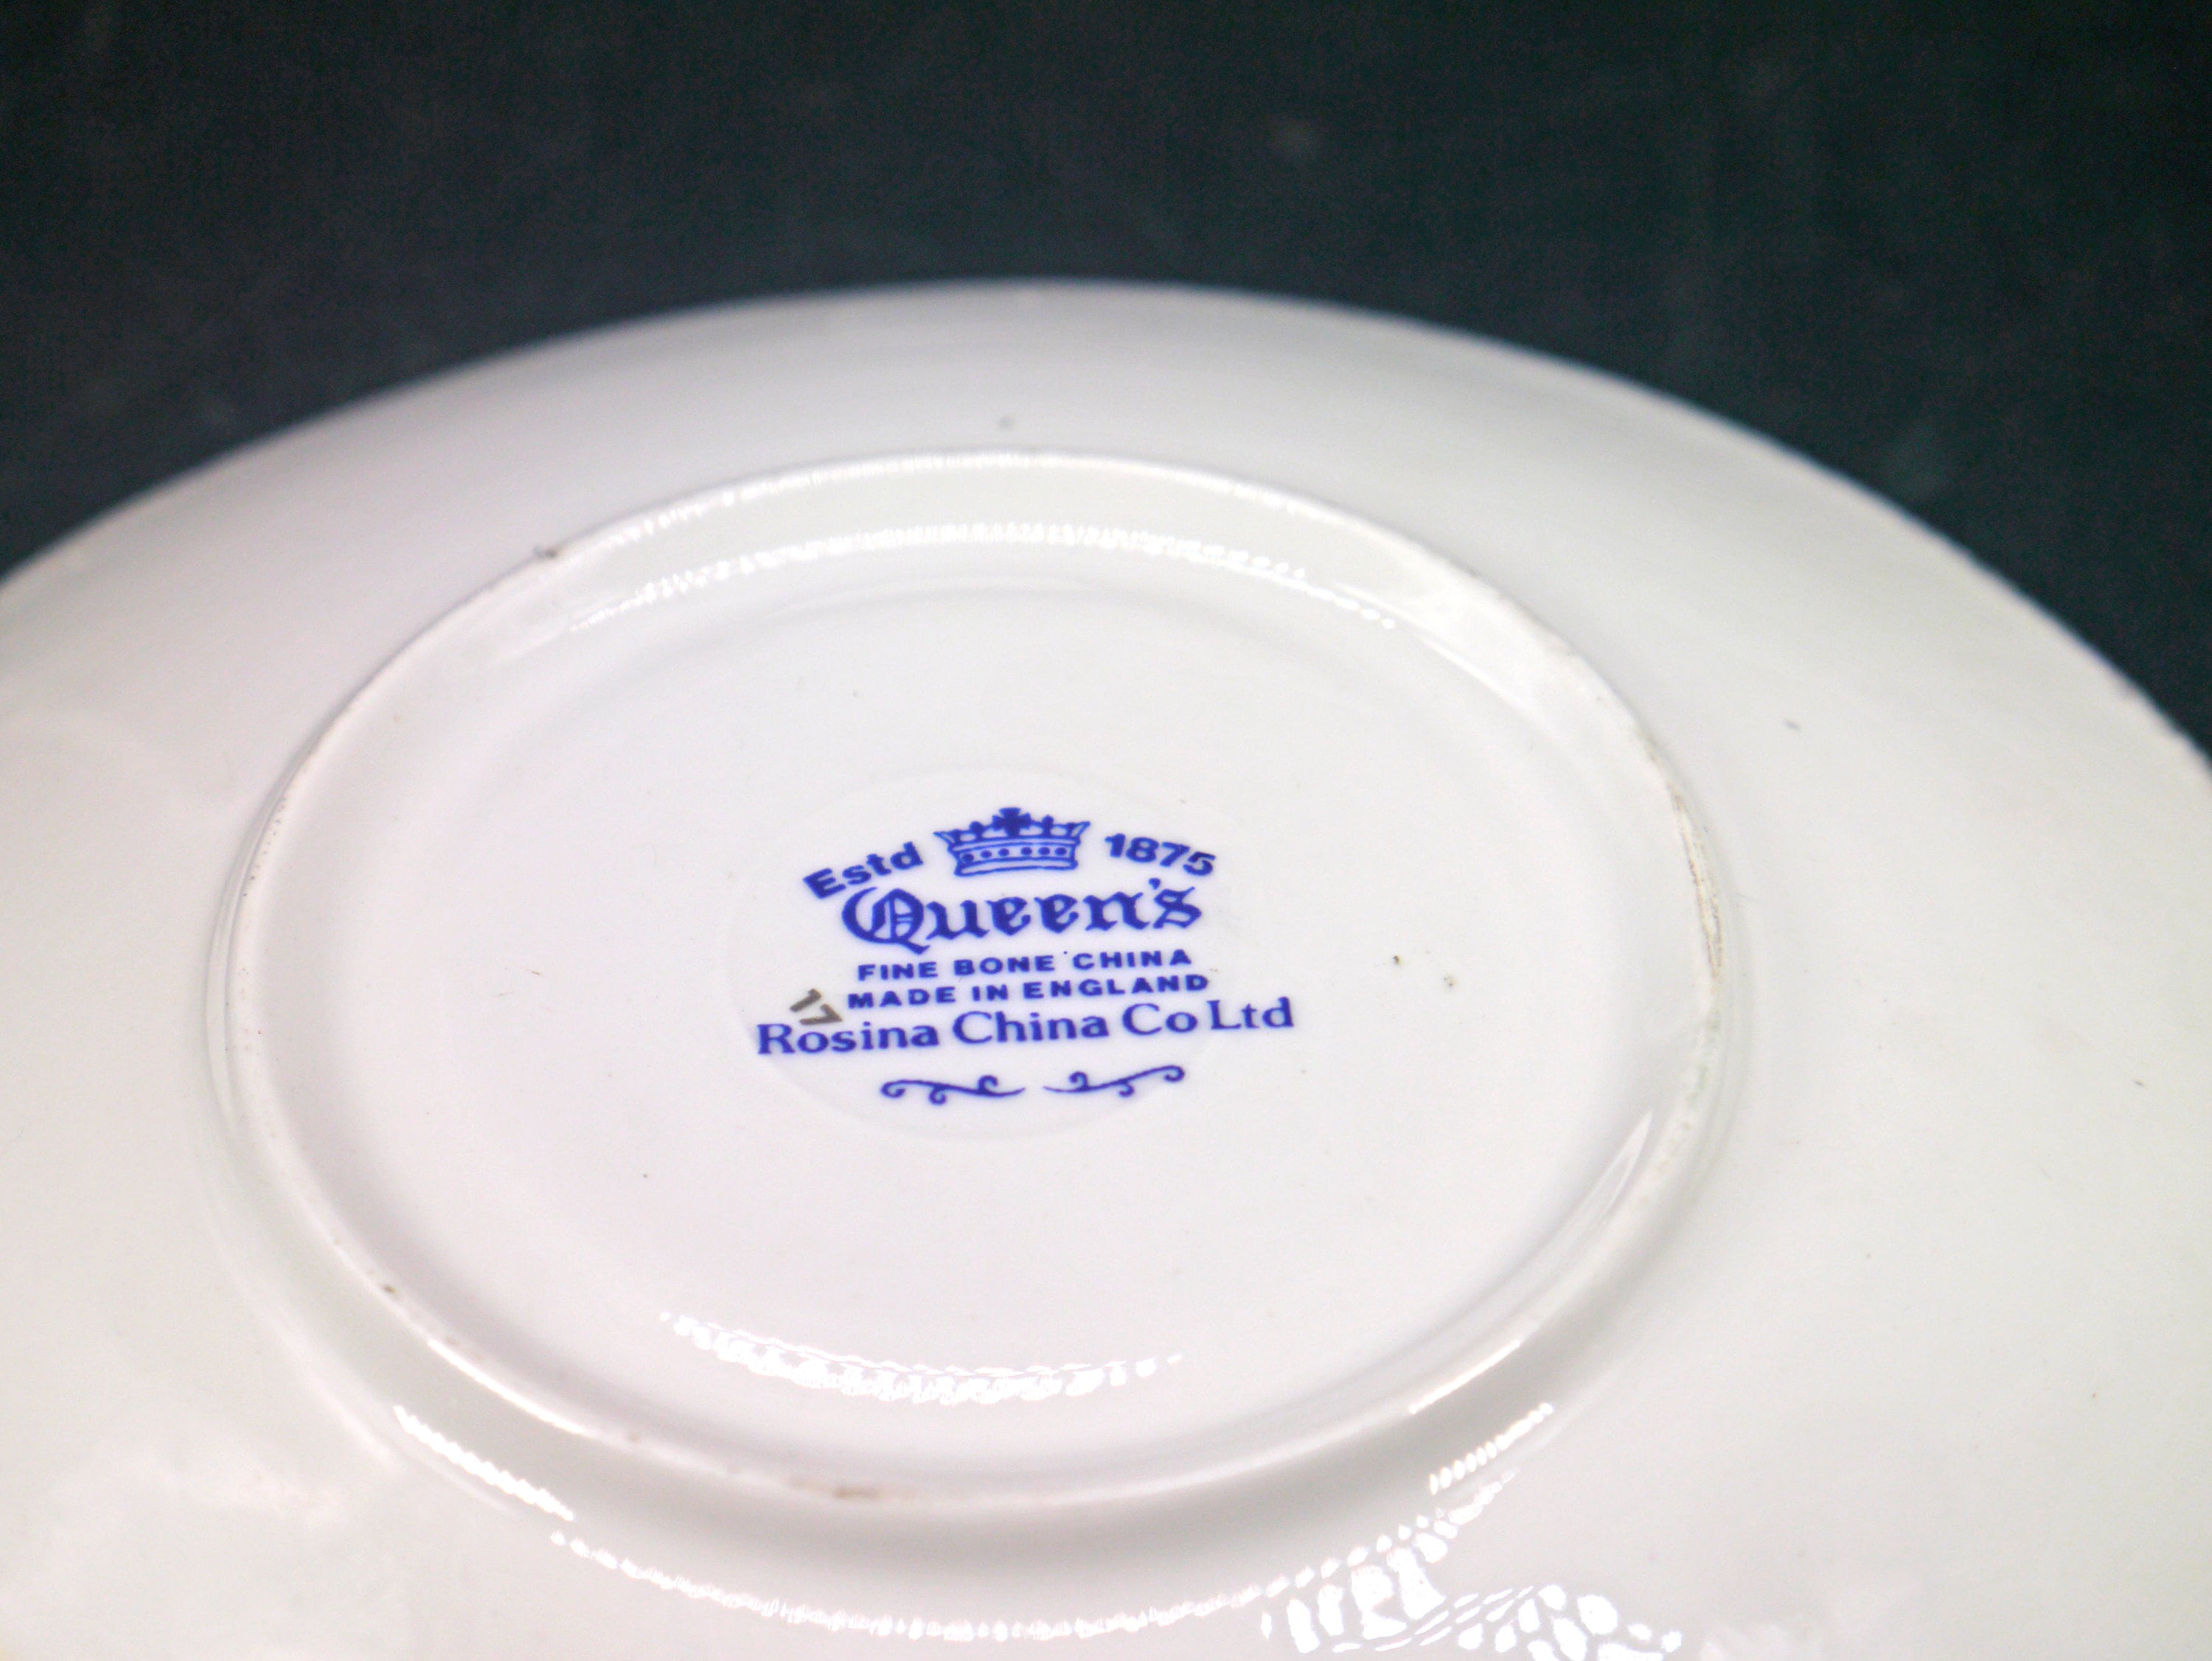 Estd 1875
Queen's
FINE BONE CHINA
MADE IN ENGLAND
17
Rosina China Co Ltd